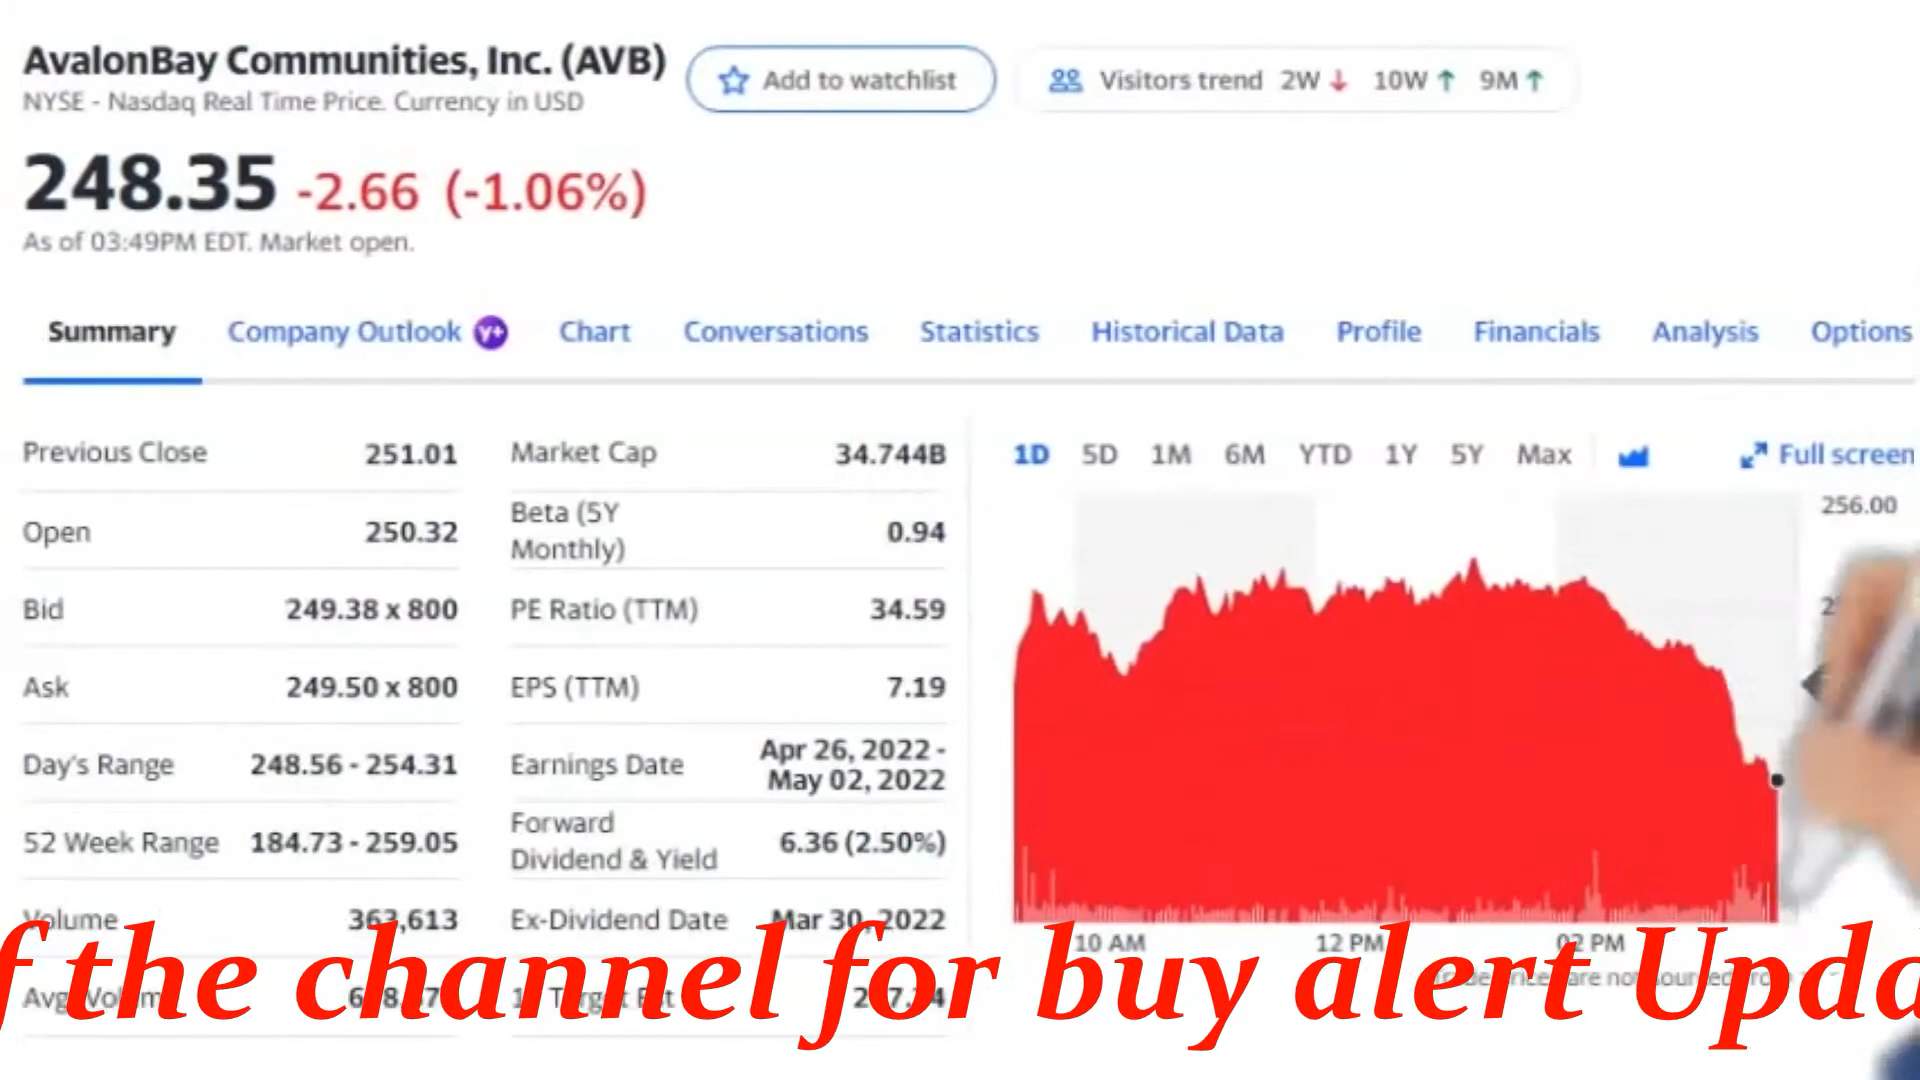 AvalonBay Communities, Inc. (AVB)
NYSE - Nasdaq Real Time Price. Currency in USD
Add to watchlist
Visitors trend 2W 10W 9M
248.35 -2.66 (-1.06%)
As of 03:49PM EDT. Market open.
Summary Company Outlook Y+ Chart Conversations Statistics Historical Data Profile Financials Analysis Options
Previous Close 251.01
Open 250.32
Bid 249.38 x 800
Ask 249.50 x 800
Day's Range 248.56 - 254.31
52 Week Range 184.73 - 259.05
Volume 363,613
Market Cap 34.744B
Beta (5Y
Monthly) 0.94
PE Ratio (TTM) 34.59
EPS (TTM) 7.19
Earnings Date Apr 26, 2022 -
May 02, 2022
Forward
Dividend & Yield 6.36 (2.50%)
Ex-Dividend Date Mar 30, 2022
1D 5D 1M 6M YTD 1Y 5Y Max Full screen
256.00
10 AM 12 PM 02 PM
f the channel for buy alert Upda